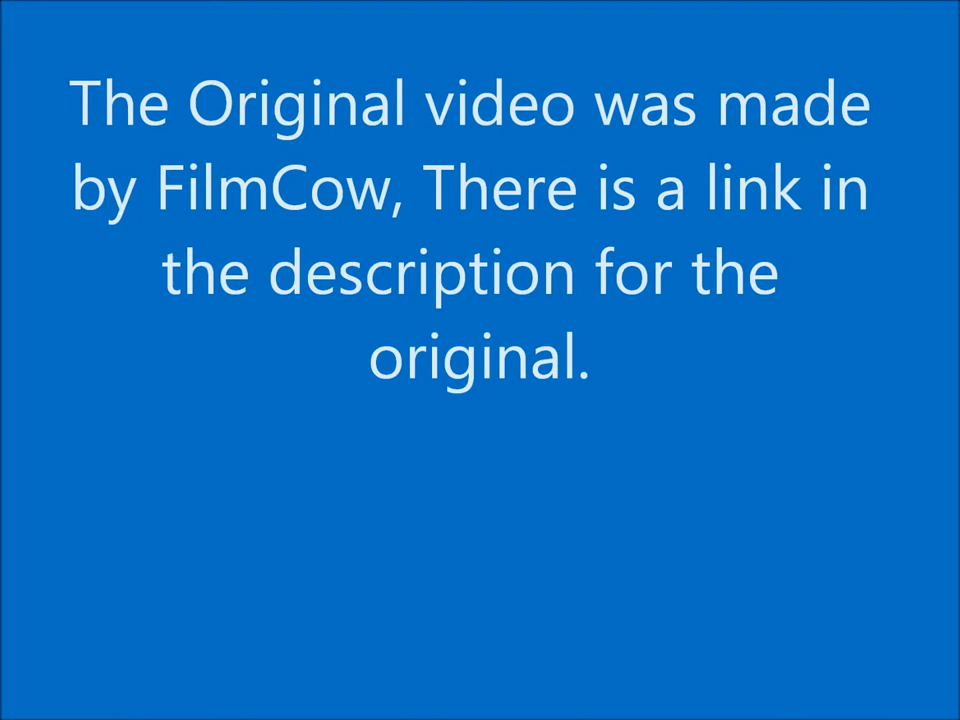 The Original video was made
by FilmCow, There is a link in
the description for the
original.